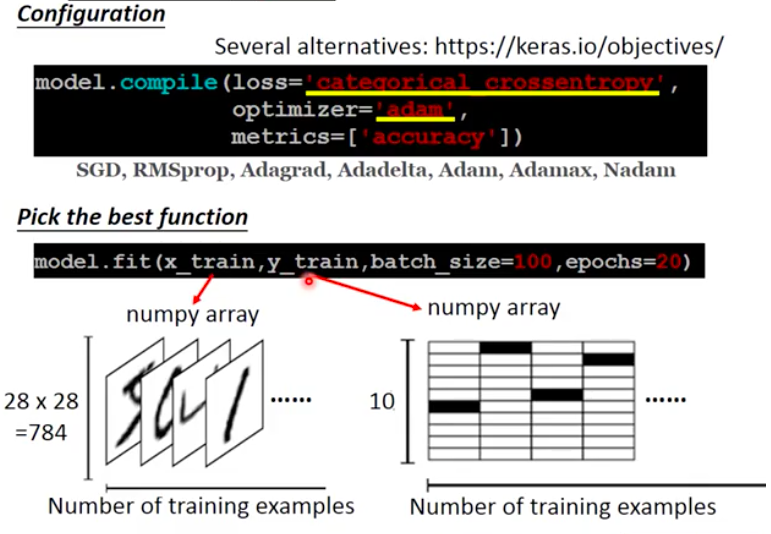 Configuration
Several alternatives: https://keras.io/objectives/
model.compile(loss='categorical_crossentropy',
optimizer='adam',
metrics=['accuracy'])
SGD, RMSprop, Adagrad, Adadelta, Adam, Adamax, Nadam
Pick the best function
model.fit(x_train,y_train,batch_size=100,epochs=20)
numpy array
numpy array
28 x 28
=784
......
10
......
Number of training examples
Number of training examples